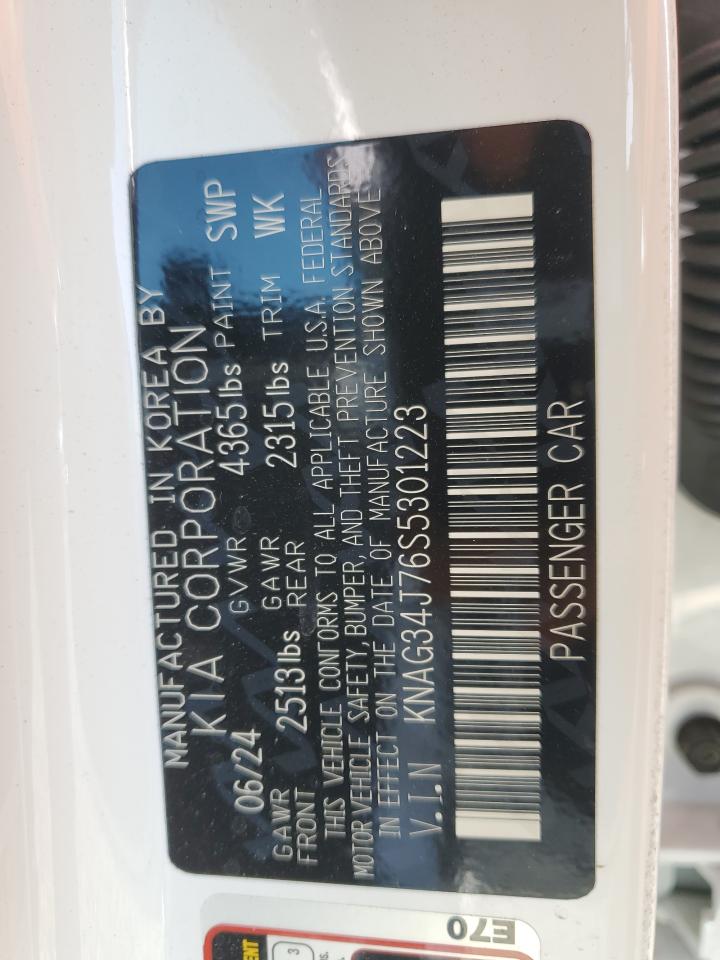 MANUFACTURED IN KOREA BY
KIA CORPORATION
06/24 GVWR 4365lbs PAINT SWP
GAWR FRONT 2513lbs GAWR REAR 2315lbs TRIM WK
THIS VEHICLE CONFORMS TO ALL APPLICABLE U.S.A. FEDERAL
MOTOR VEHICLE SAFETY, BUMPER, AND THEFT PREVENTION STANDARDS
IN EFFECT ON THE DATE OF MANUFACTURE SHOWN ABOVE
V.I.N KNAG34J76S5301223
PASSENGER CAR
E70
3